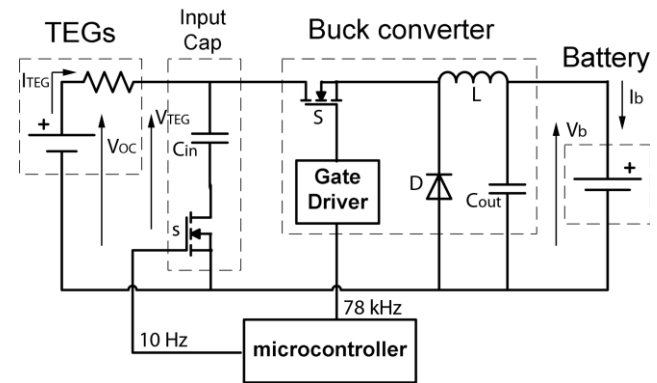 TEGs
Input
Cap
Buck converter
Battery
ITEG
+
VOC
VTEG
Cin
s
S
Gate
Driver
D
L
Cout
Vb
Ib
+
10 Hz
78 kHz
microcontroller